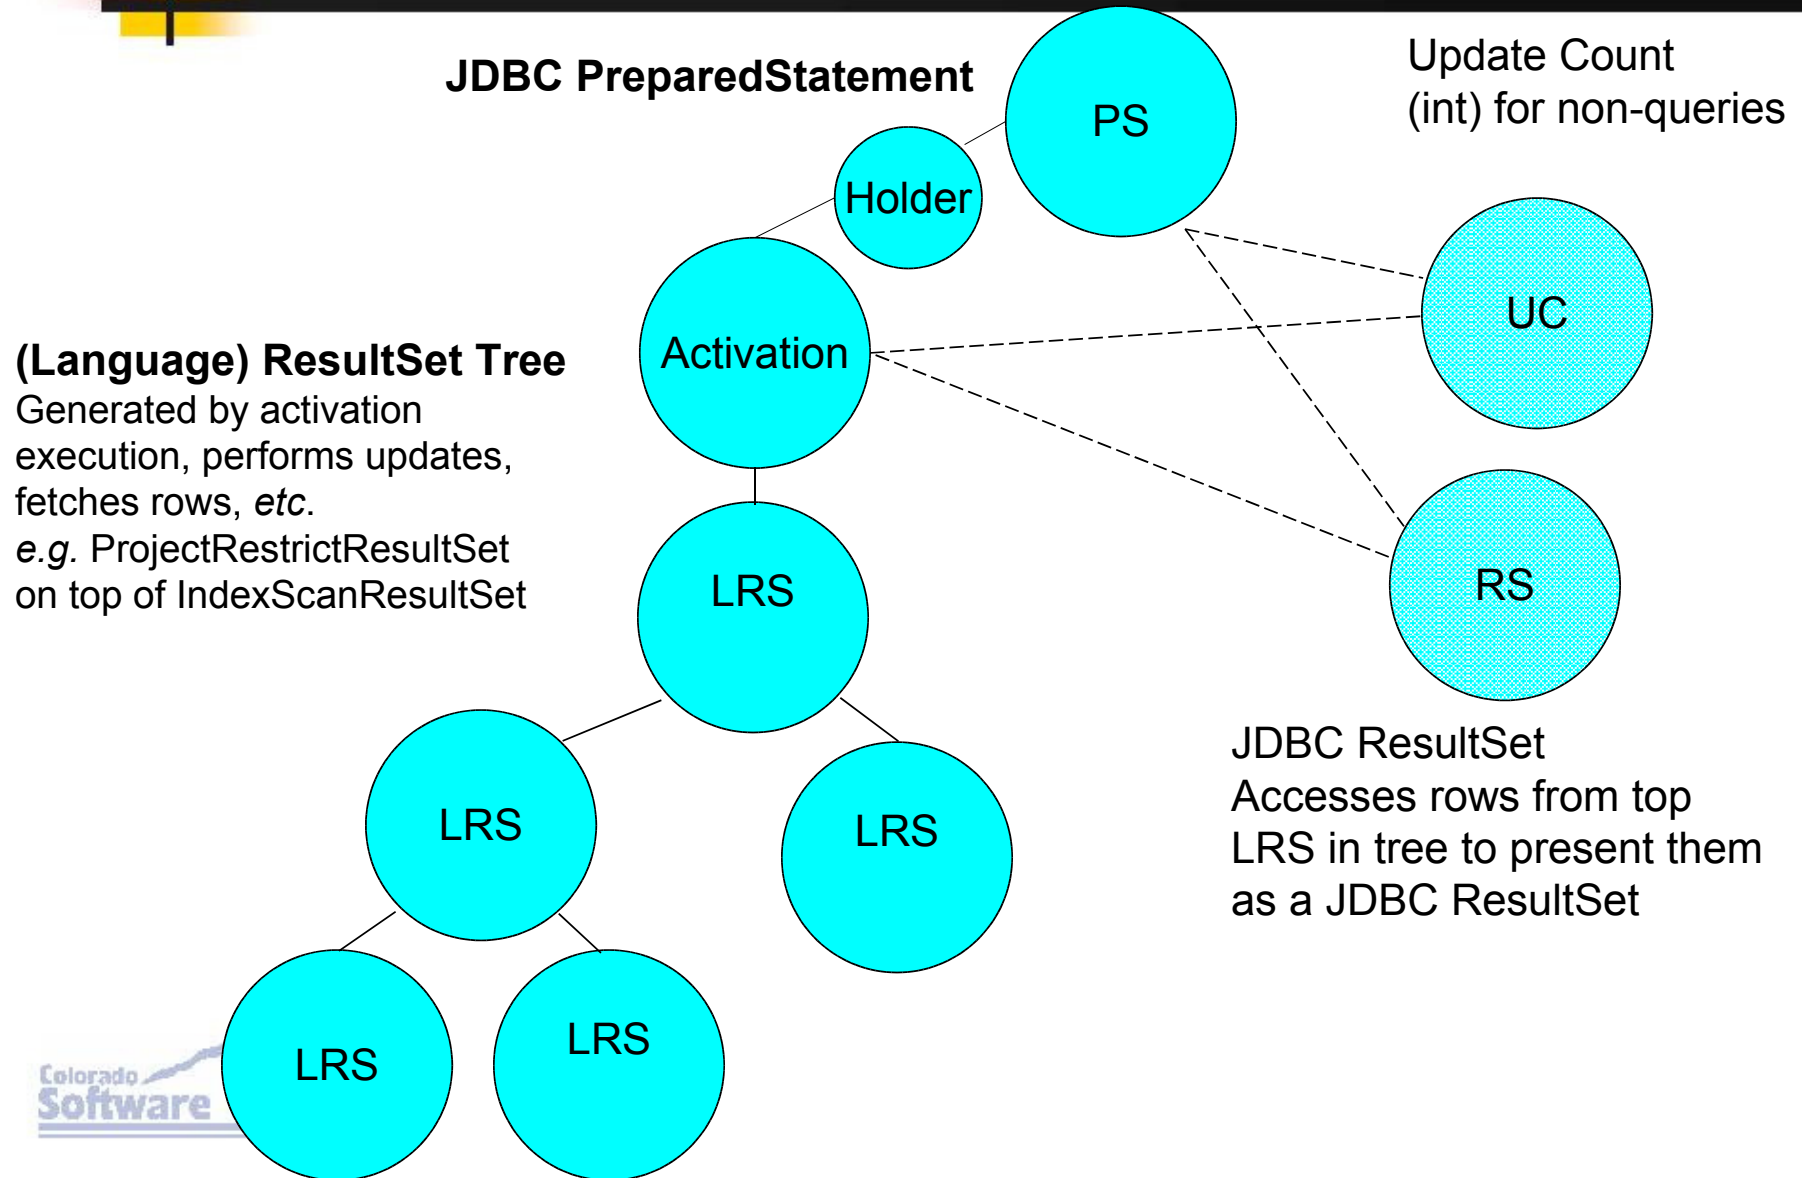 JDBC PreparedStatement
Update Count
(int) for non-queries
PS
Holder
Activation
UC
(Language) ResultSet Tree
Generated by activation
execution, performs updates,
fetches rows, etc.
e.g. ProjectRestrictResultSet
on top of IndexScanResultSet
RS
LRS
JDBC ResultSet
Accesses rows from top
LRS in tree to present them
as a JDBC ResultSet
LRS
LRS
LRS
LRS
Colorado
Software